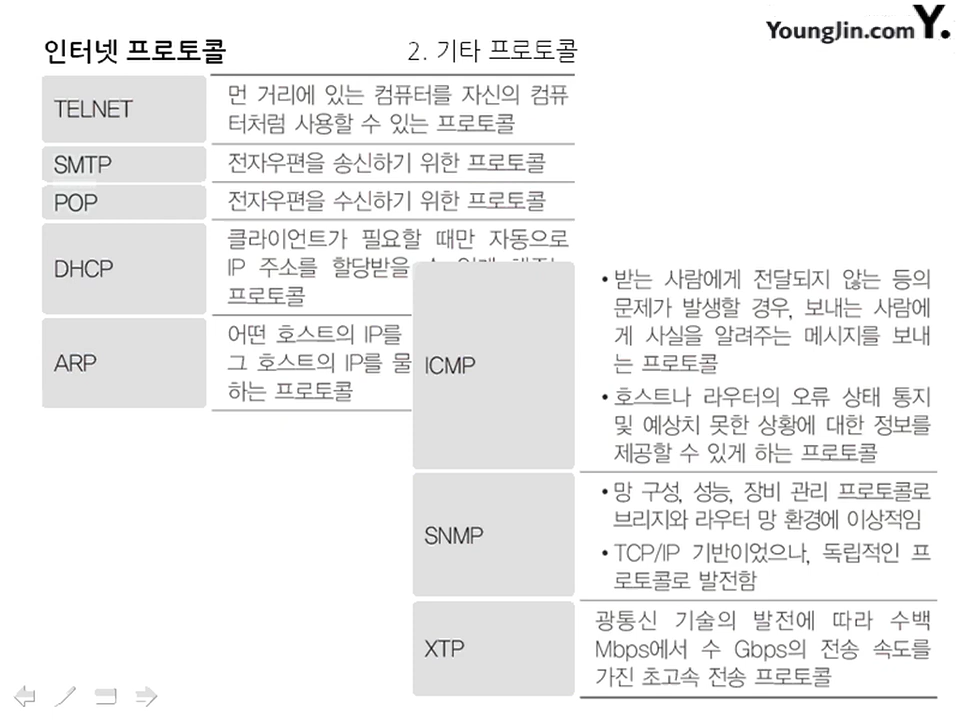 YoungJin.com Y.
인터넷 프로토콜
2. 기타 프로토콜
TELNET
먼 거리에 있는 컴퓨터를 자신의 컴퓨
터처럼 사용할 수 있는 프로토콜
SMTP
전자우편을 송신하기 위한 프로토콜
POP
전자우편을 수신하기 위한 프로토콜
DHCP
클라이언트가 필요할 때만 자동으로
IP 주소를 할당받을
프로토콜
ARP
어떤 호스트의 IP를
그 호스트의 IP를 물
하는 프로토콜
ICMP
• 받는 사람에게 전달되지 않는 등의
문제가 발생할 경우, 보내는 사람에
게 사실을 알려주는 메시지를 보내
는 프로토콜
• 호스트나 라우터의 오류 상태 통지
및 예상치 못한 상황에 대한 정보를
제공할 수 있게 하는 프로토콜
SNMP
• 망 구성, 성능, 장비 관리 프로토콜로
브리지와 라우터 망 환경에 이상적임
• TCP/IP 기반이었으나, 독립적인 프
로토콜로 발전함
XTP
광통신 기술의 발전에 따라 수백
Mbps에서 수 Gbps의 전송 속도를
가진 초고속 전송 프로토콜